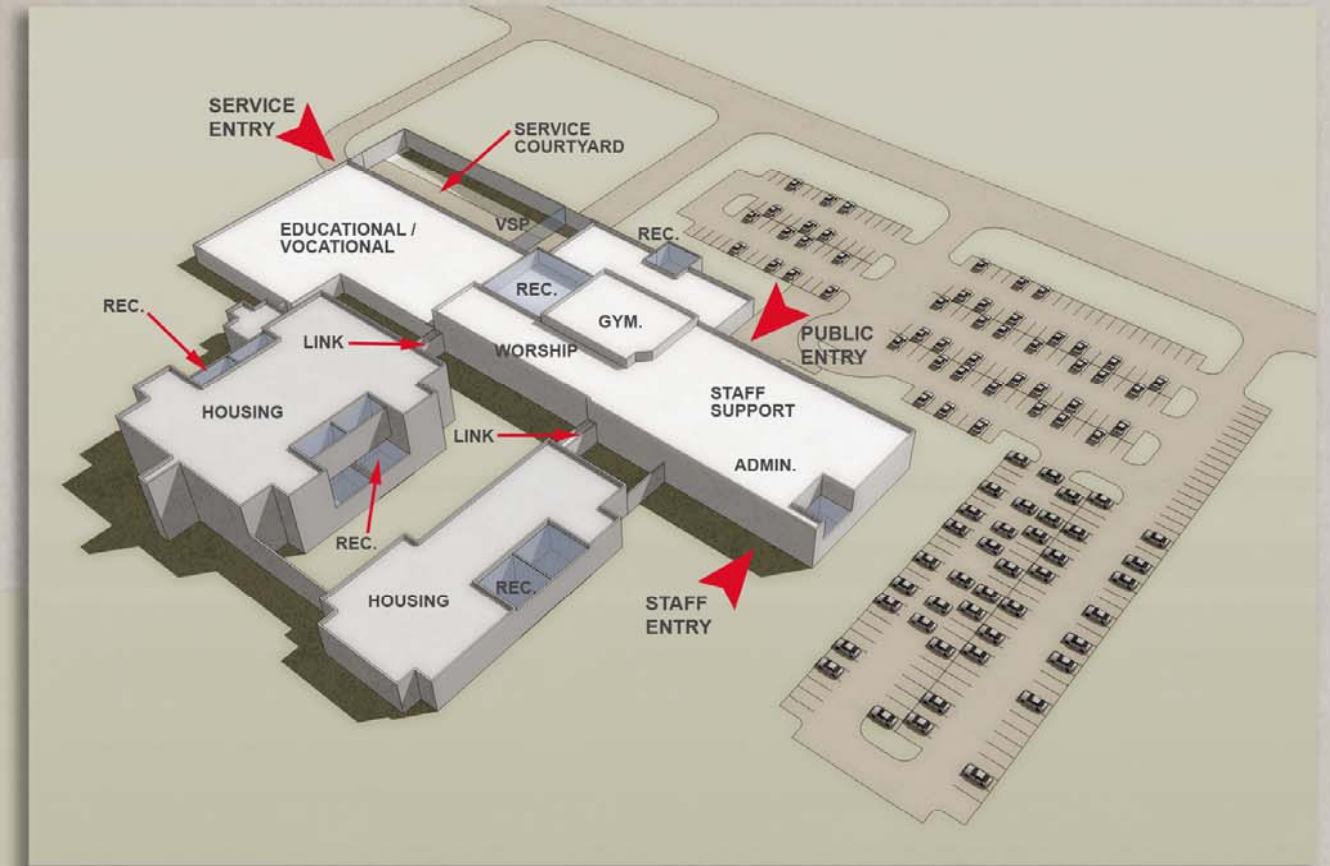 SERVICE
ENTRY
SERVICE
COURTYARD
EDUCATIONAL /
VOCATIONAL
VSP
REC.
REC.
REC.
GYM.
LINK
WORSHIP
PUBLIC
ENTRY
HOUSING
STAFF
SUPPORT
LINK
ADMIN.
REC.
HOUSING
REC.
STAFF
ENTRY